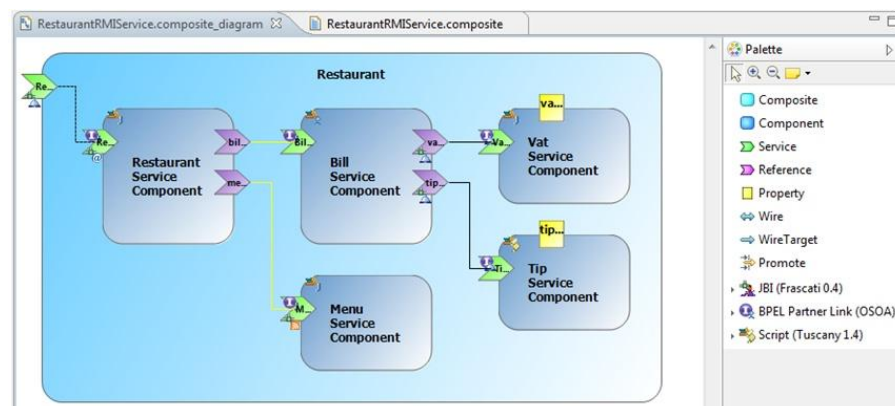 RestaurantRMIService.composite_diagram
RestaurantRMIService.composite
Restaurant
Re...
Re...
Restaurant
Service
Component
bil...
me...
Bil...
Bill
Service
Component
va...
tip...
va...
Va...
Vat
Service
Component
tip...
Ti...
Tip
Service
Component
M...
Menu
Service
Component
Palette
Composite
Component
Service
Reference
Property
Wire
WireTarget
Promote
JBI (Frascati 0.4)
BPEL Partner Link (OSOA)
Script (Tuscany 1.4)